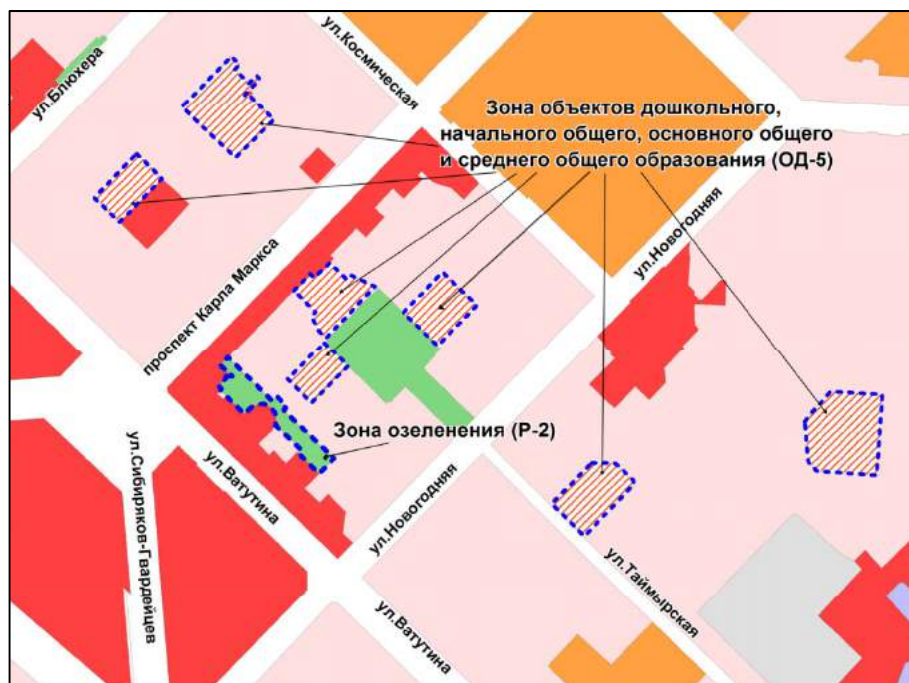 ул.Блюхера
ул.Космическая
Зона объектов дошкольного,
начального общего, основного общего
и среднего общего образования (ОД-5)
ул.Новогодняя
проспект Карла Маркса
Зона озеленения (Р-2)
ул.Сибиряков-Гвардейцев
ул.Ватутина
ул.Новогодняя
ул.Таймырская
ул.Ватутина